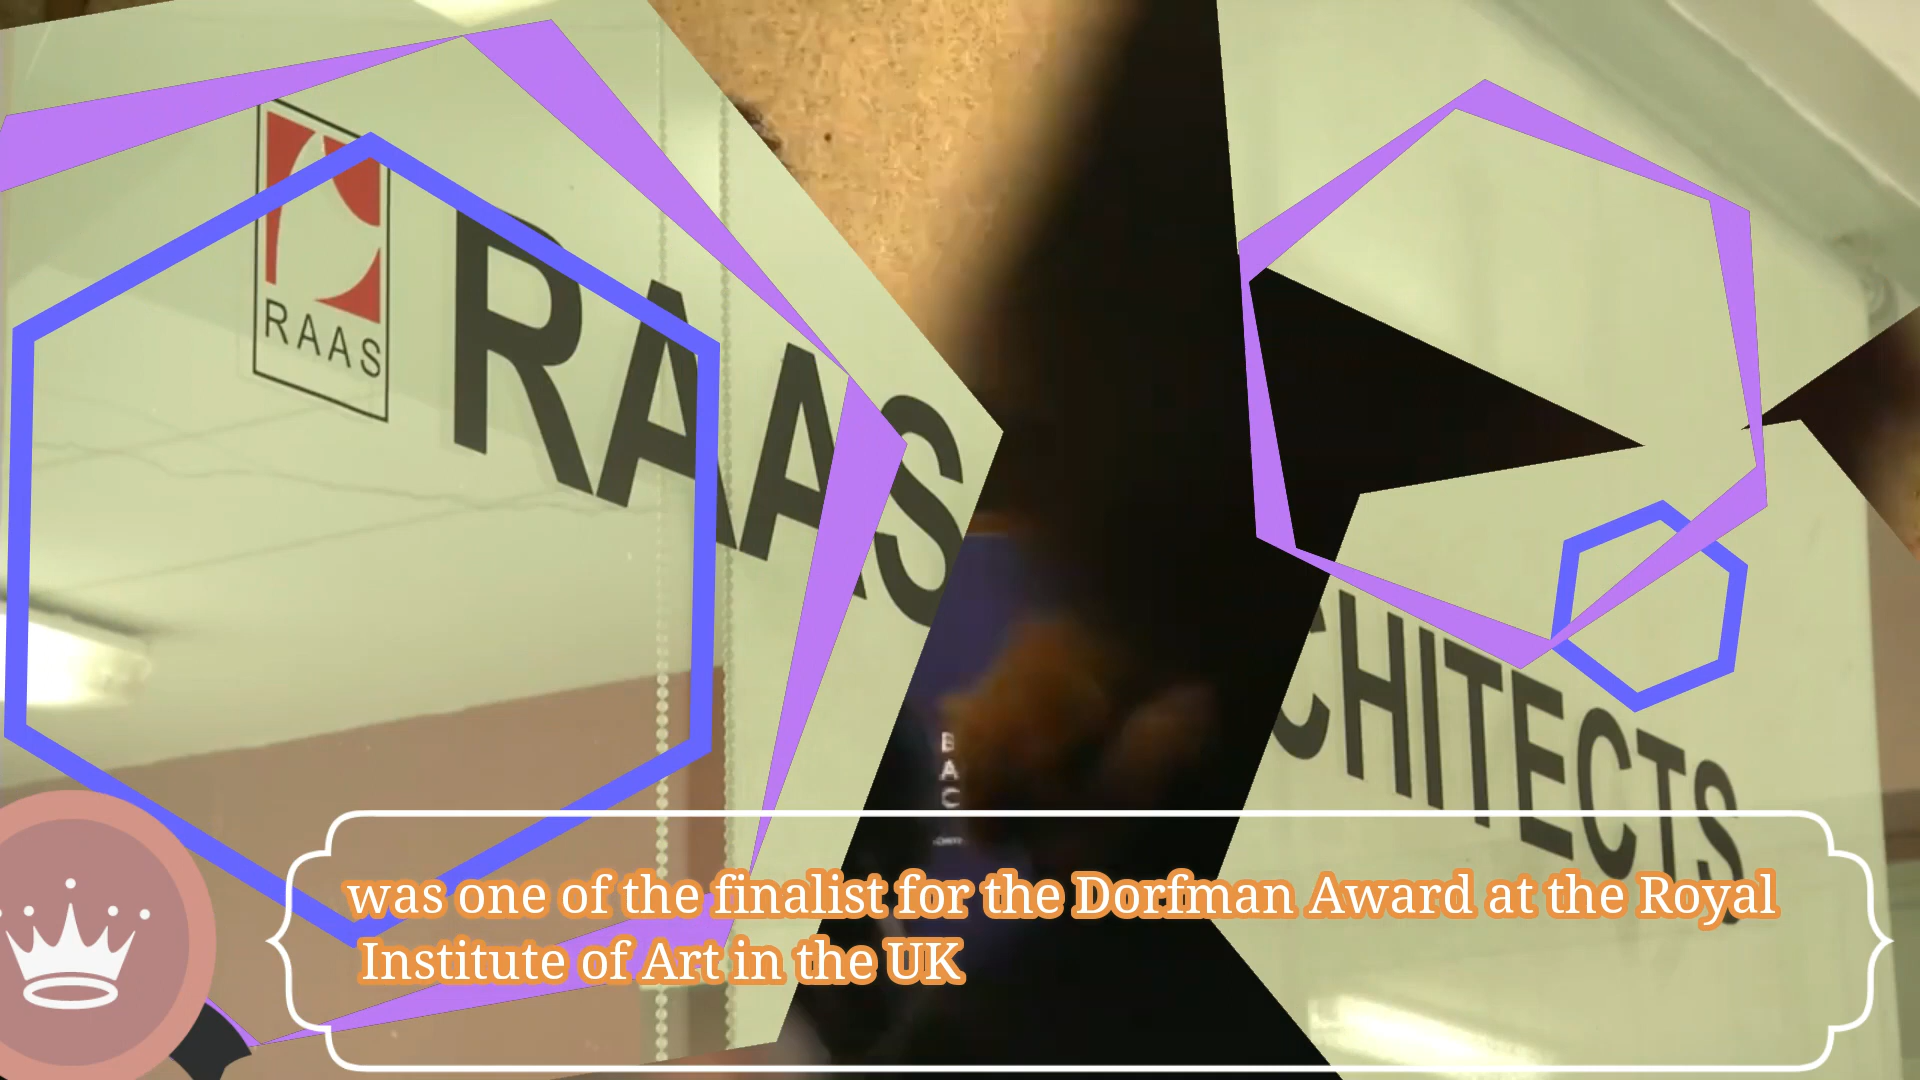 RAAS
RAAS
CHITECTS
B
A
C
was one of the finalist for the Dorfman Award at the Royal
Institute of Art in the UK